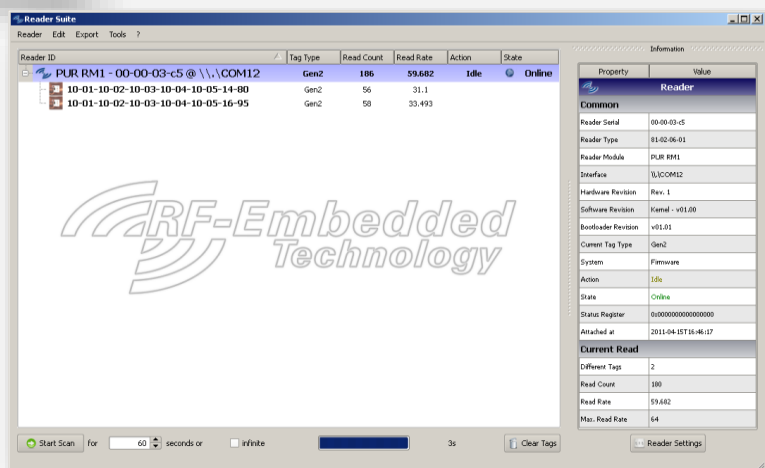 Reader Suite
Reader Edit Export Tools ?
Information
Reader ID Tag Type Read Count Read Rate Action State
PUR RM1 - 00-00-03-c5 @ \\.\COM12 Gen2 186 59.682 Idle Online
10-01-10-02-10-03-10-04-10-05-14-80 Gen2 56 31.1
10-01-10-02-10-03-10-04-10-05-16-95 Gen2 58 33.493
RF-Embedded
Technology
Property Value
Reader
Common
Reader Serial 00-00-03-c5
Reader Type 81-02-06-01
Reader Module PUR RM1
Interface \\.\COM12
Hardware Revision Rev. 1
Software Revision Kernel - v01.00
Bootloader Revision v01.01
Current Tag Type Gen2
System Firmware
Action Idle
State Online
Status Register 0x0000000000000000
Attached at 2011-04-15T16:46:17
Current Read
Different Tags 2
Read Count 180
Read Rate 59.682
Max. Read Rate 64
Start Scan for 60 seconds or infinite 3s Clear Tags Reader Settings